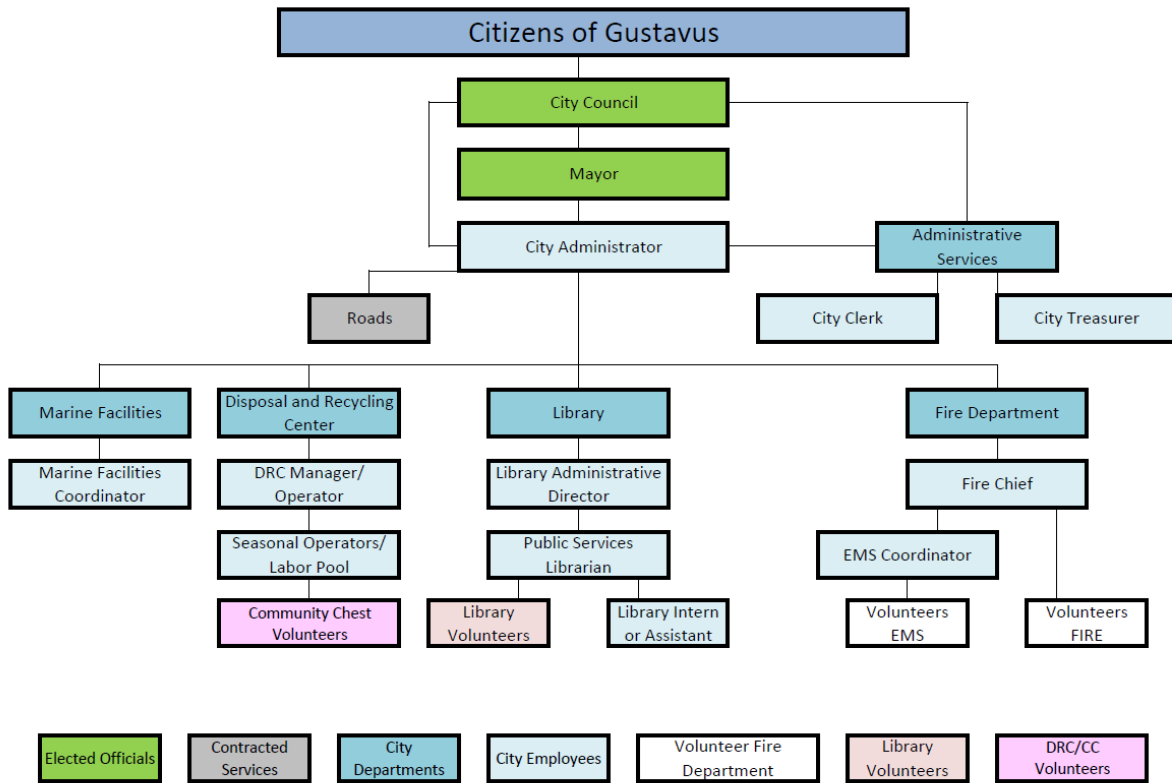 Citizens of Gustavus
City Council
Mayor
City Administrator
Administrative
Services
Roads
City Clerk
City Treasurer
Marine Facilities
Disposal and Recycling
Center
Library
Fire Department
Marine Facilities
Coordinator
DRC Manager/
Operator
Library Administrative
Director
Fire Chief
Seasonal Operators/
Labor Pool
Public Services
Librarian
EMS Coordinator
Community Chest
Volunteers
Library
Volunteers
Library Intern
or Assistant
Volunteers
EMS
Volunteers
FIRE
Elected Officials
Contracted
Services
City
Departments
City Employees
Volunteer Fire
Department
Library
Volunteers
DRC/CC
Volunteers